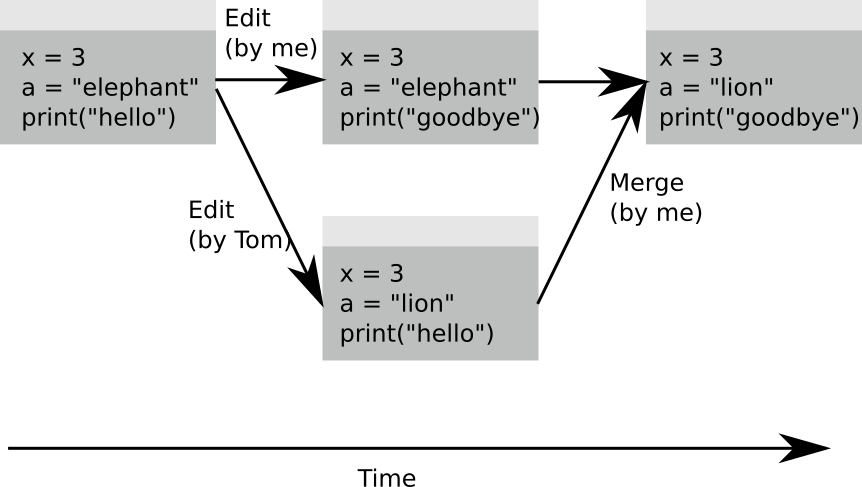 Edit
(by me)
x = 3
a = "elephant"
print("hello")
x = 3
a = "elephant"
print("goodbye")
x = 3
a = "lion"
print("goodbye")
Edit
(by Tom)
Merge
(by me)
x = 3
a = "lion"
print("hello")
Time